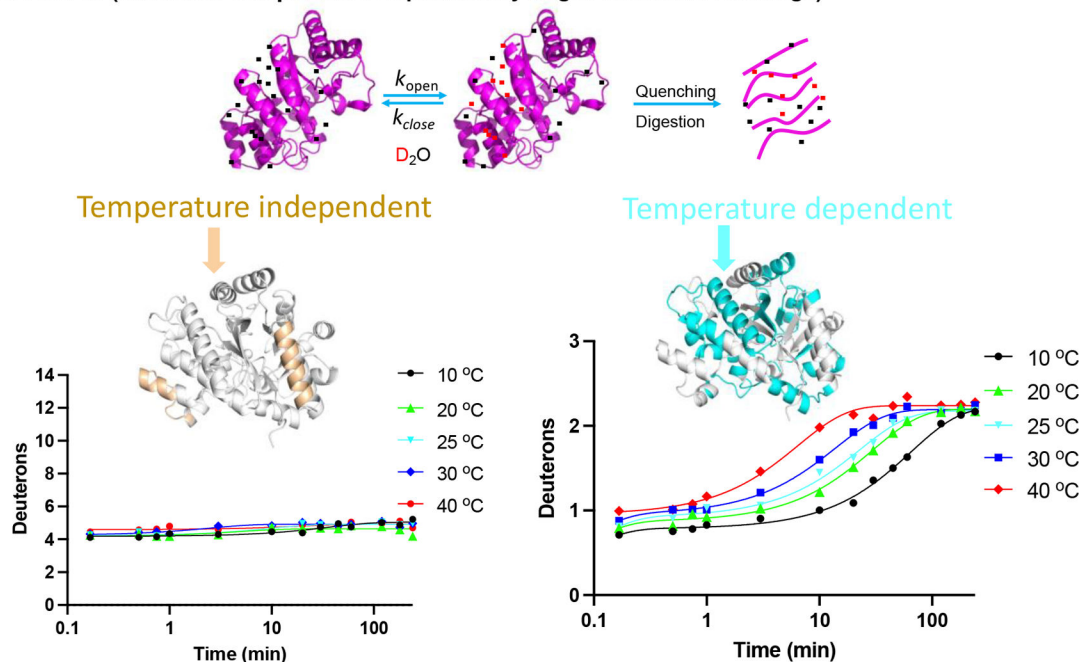 k_open
k_close
D₂O
Quenching
Digestion
Temperature independent
Temperature dependent
14
12
10
8
6
4
2
0
Deuterons
0.1 1 10 100
Time (min)
10 ºC
20 ºC
25 ºC
30 ºC
40 ºC
3
2
1
0
Deuterons
0.1 1 10 100
Time (min)
10 ºC
20 ºC
25 ºC
30 ºC
40 ºC